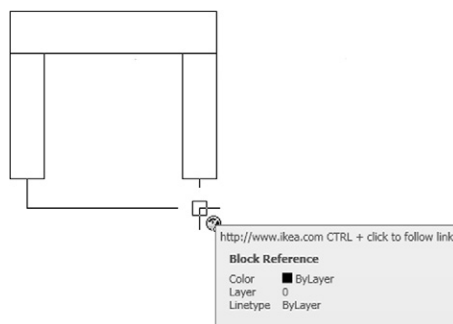 http://www.ikea.com CTRL + click to follow link
Block Reference
Color ByLayer
Layer 0
Linetype ByLayer